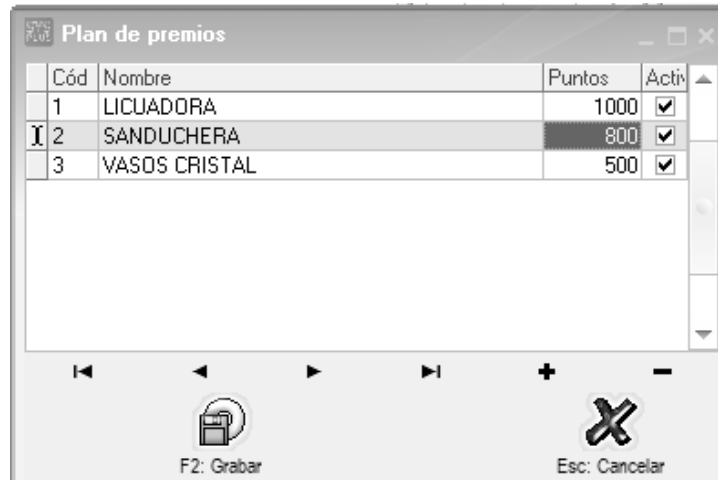 Plan de premios
Cód Nombre Puntos Activ
1 LICUADORA 1000
2 SANDUCHERA 800
3 VASOS CRISTAL 500
F2: Grabar Esc: Cancelar